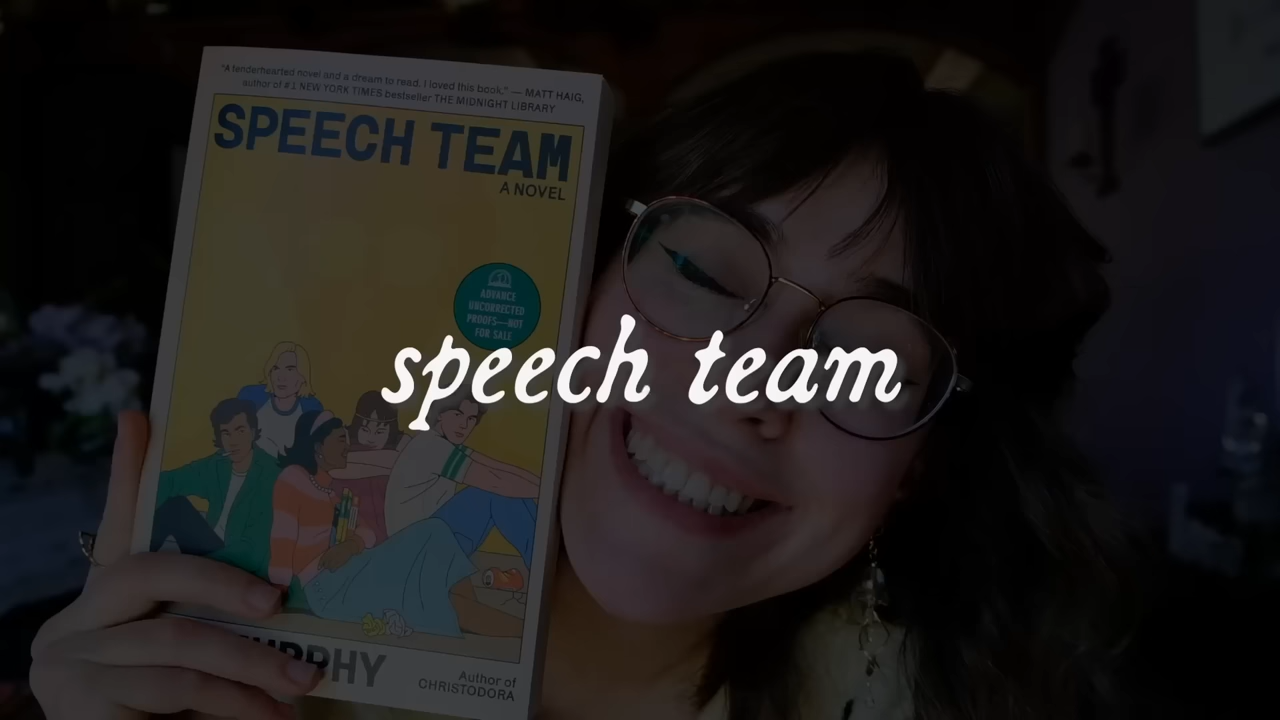 "A tenderhearted novel and a dream to read. I loved this book." — MATT HAIG,
author of #1 NEW YORK TIMES bestseller THE MIDNIGHT LIBRARY
SPEECH TEAM
A NOVEL
ADVANCE
UNCORRECTED
PROOFS—NOT
FOR SALE
speech team
Author of
CHRISTODORA